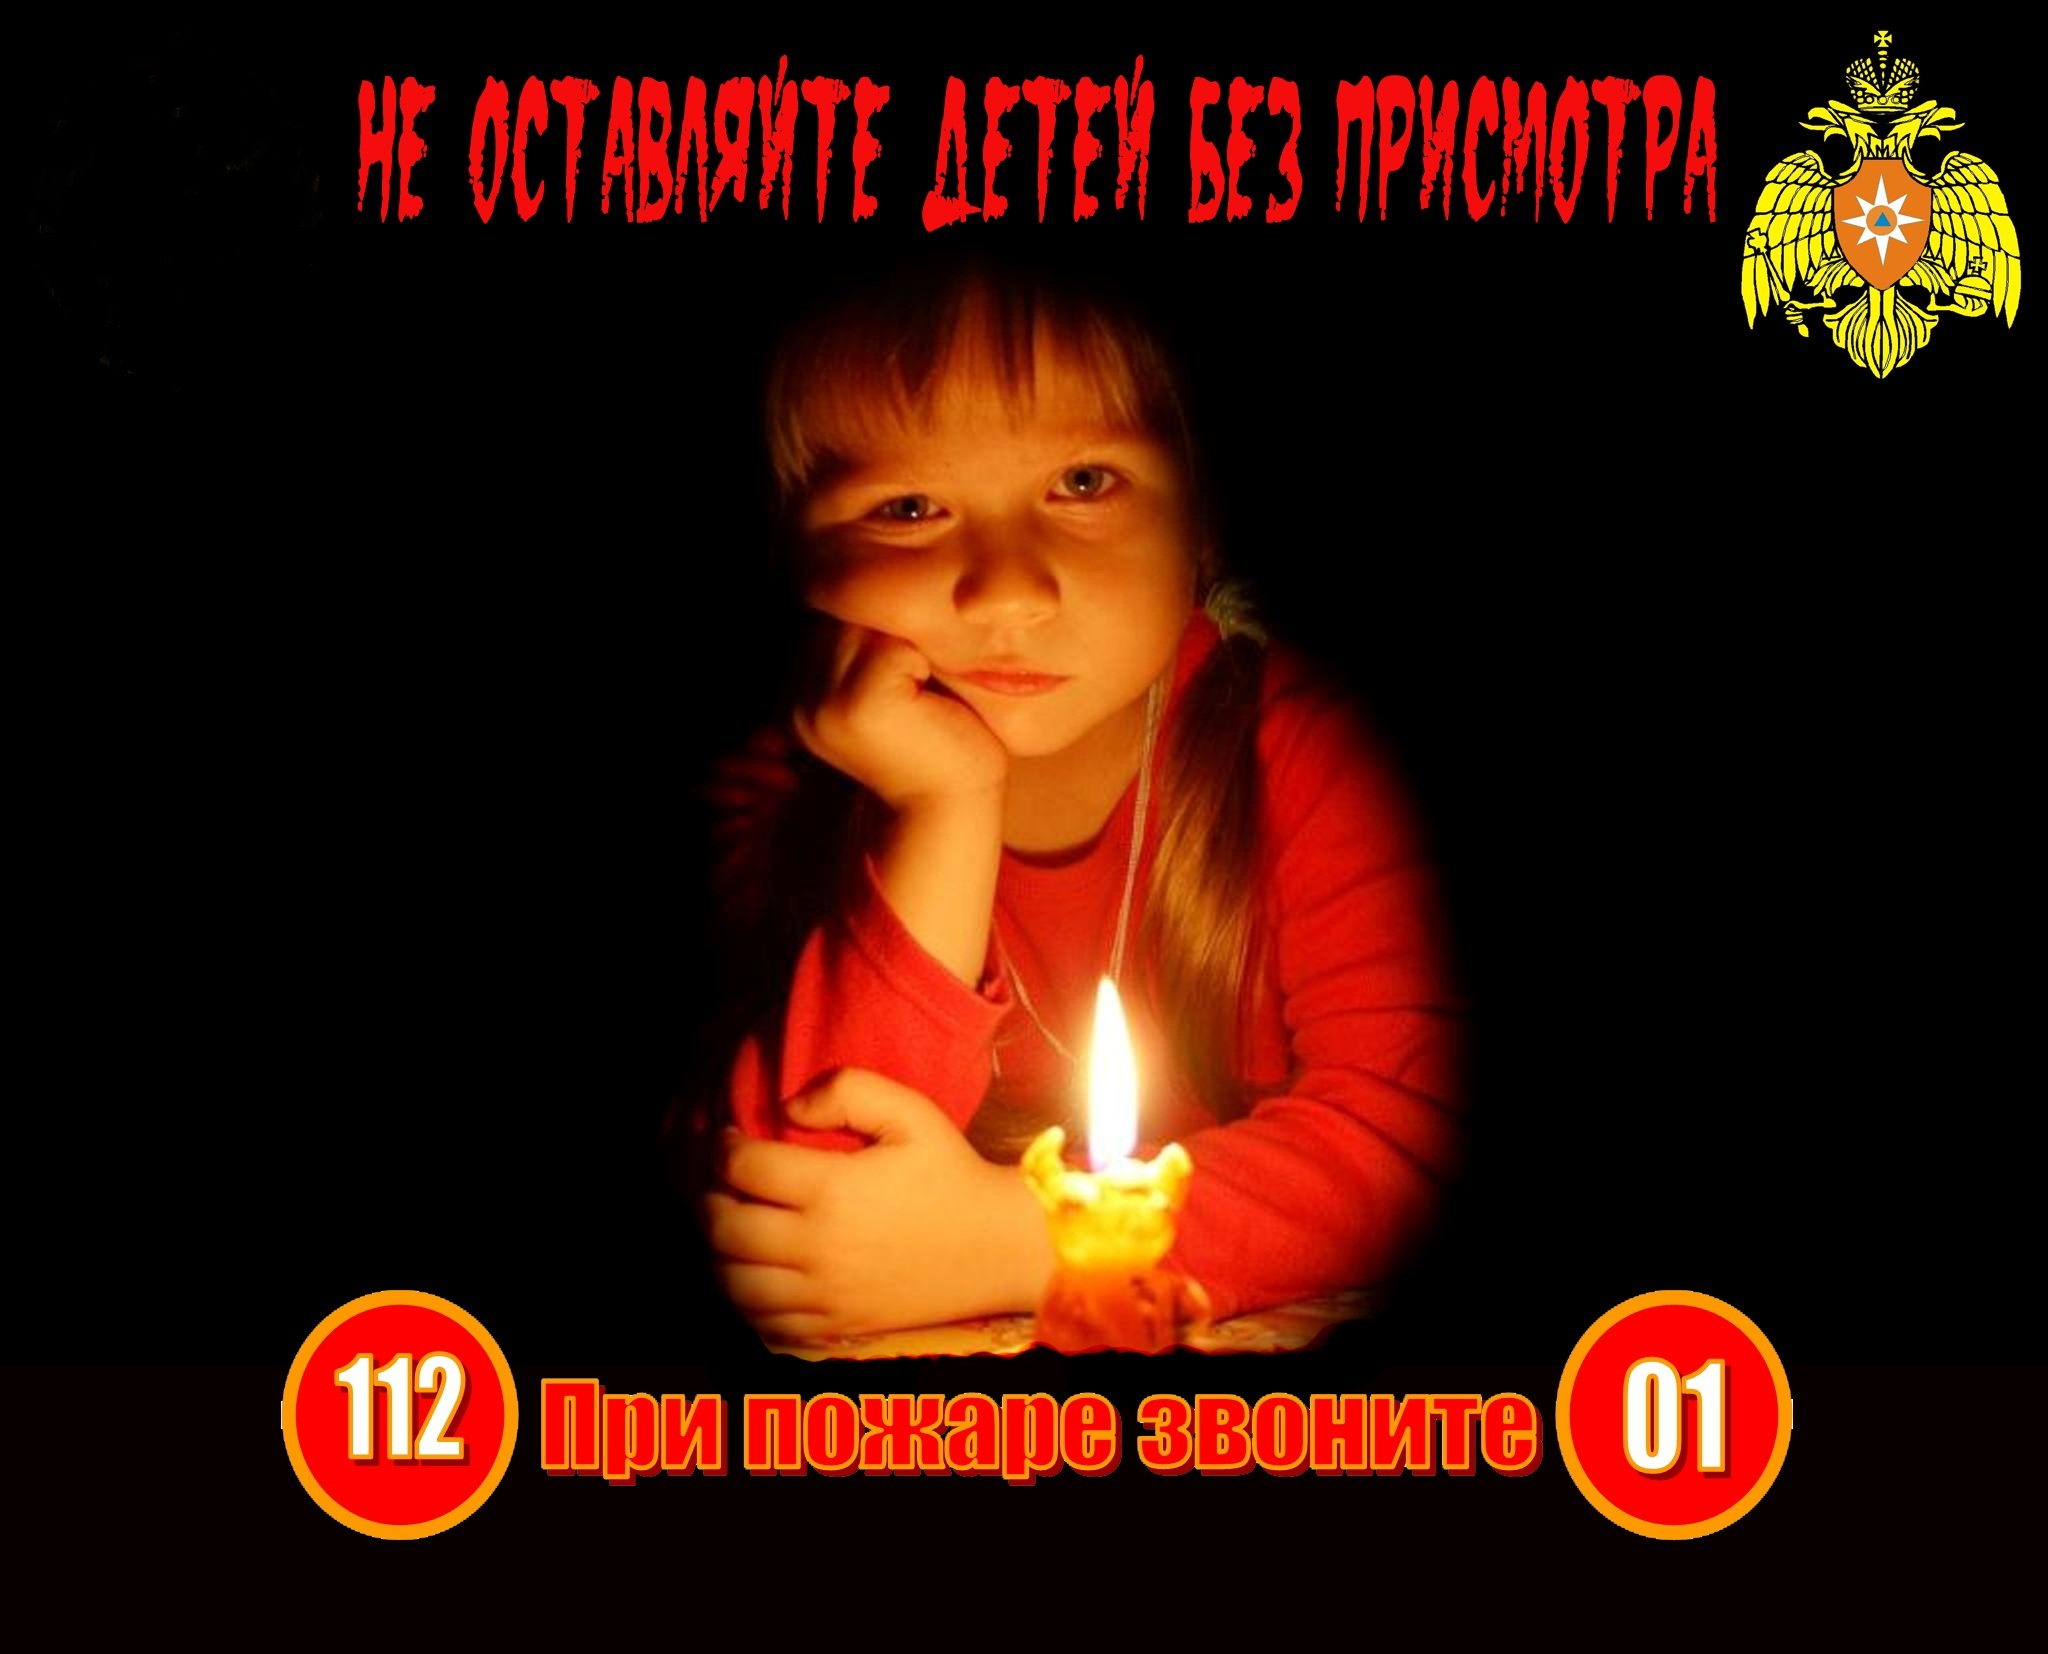 НЕ ОСТАВЛЯЙТЕ ДЕТЕЙ БЕЗ ПРИСМОТРА
112 При пожаре звоните 01